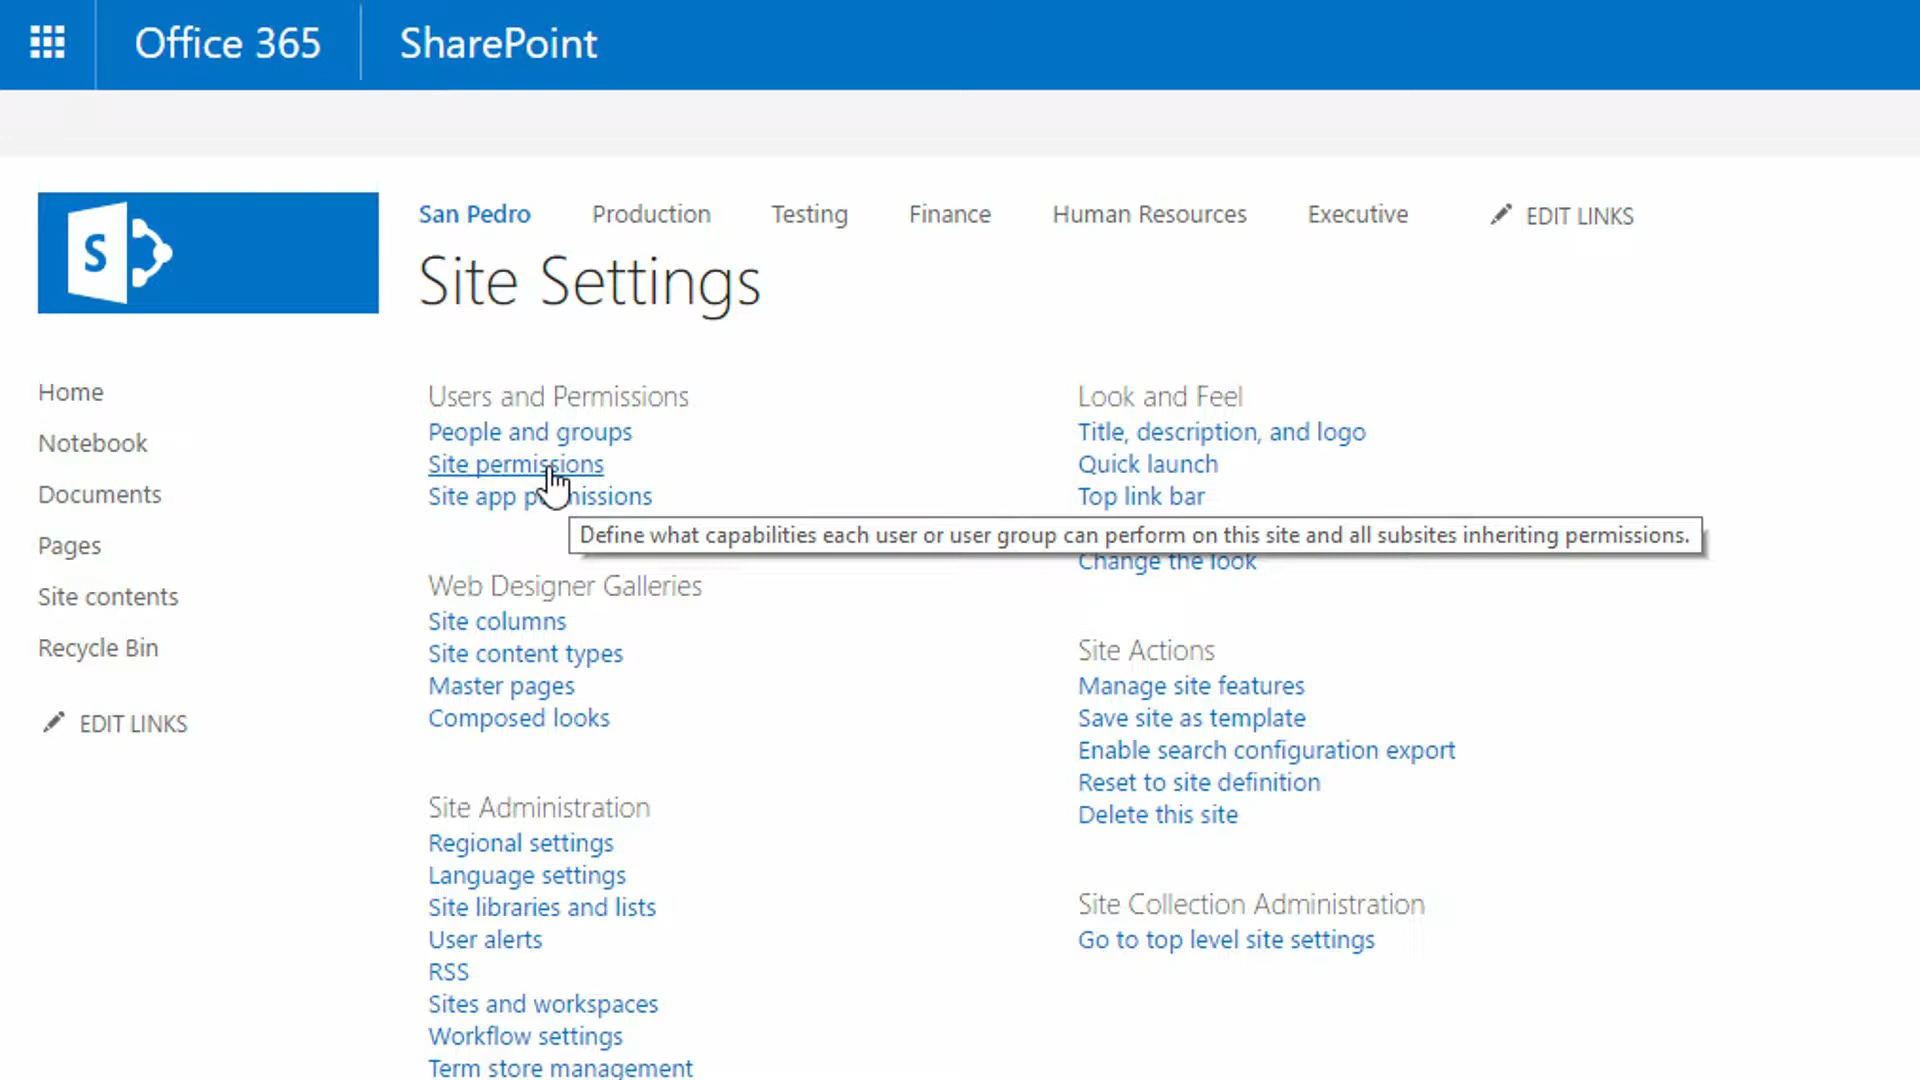 Office 365
SharePoint
San Pedro
Production
Testing
Finance
Human Resources
Executive
EDIT LINKS
S
Site Settings
Home
Notebook
Documents
Pages
Site contents
Recycle Bin
EDIT LINKS
Users and Permissions
People and groups
Site permissions
Site app
Define what capabilities each user or user group can perform on this site and all subsites inheriting permissions.
Web Designer Galleries
Site columns
Site content types
Master pages
Composed looks
Site Administration
Regional settings
Language settings
Site libraries and lists
User alerts
RSS
Sites and workspaces
Workflow settings
Term store management
Look and Feel
Title, description, and logo
Quick launch
Top link bar
Change the look
Site Actions
Manage site features
Save site as template
Enable search configuration export
Reset to site definition
Delete this site
Site Collection Administration
Go to top level site settings